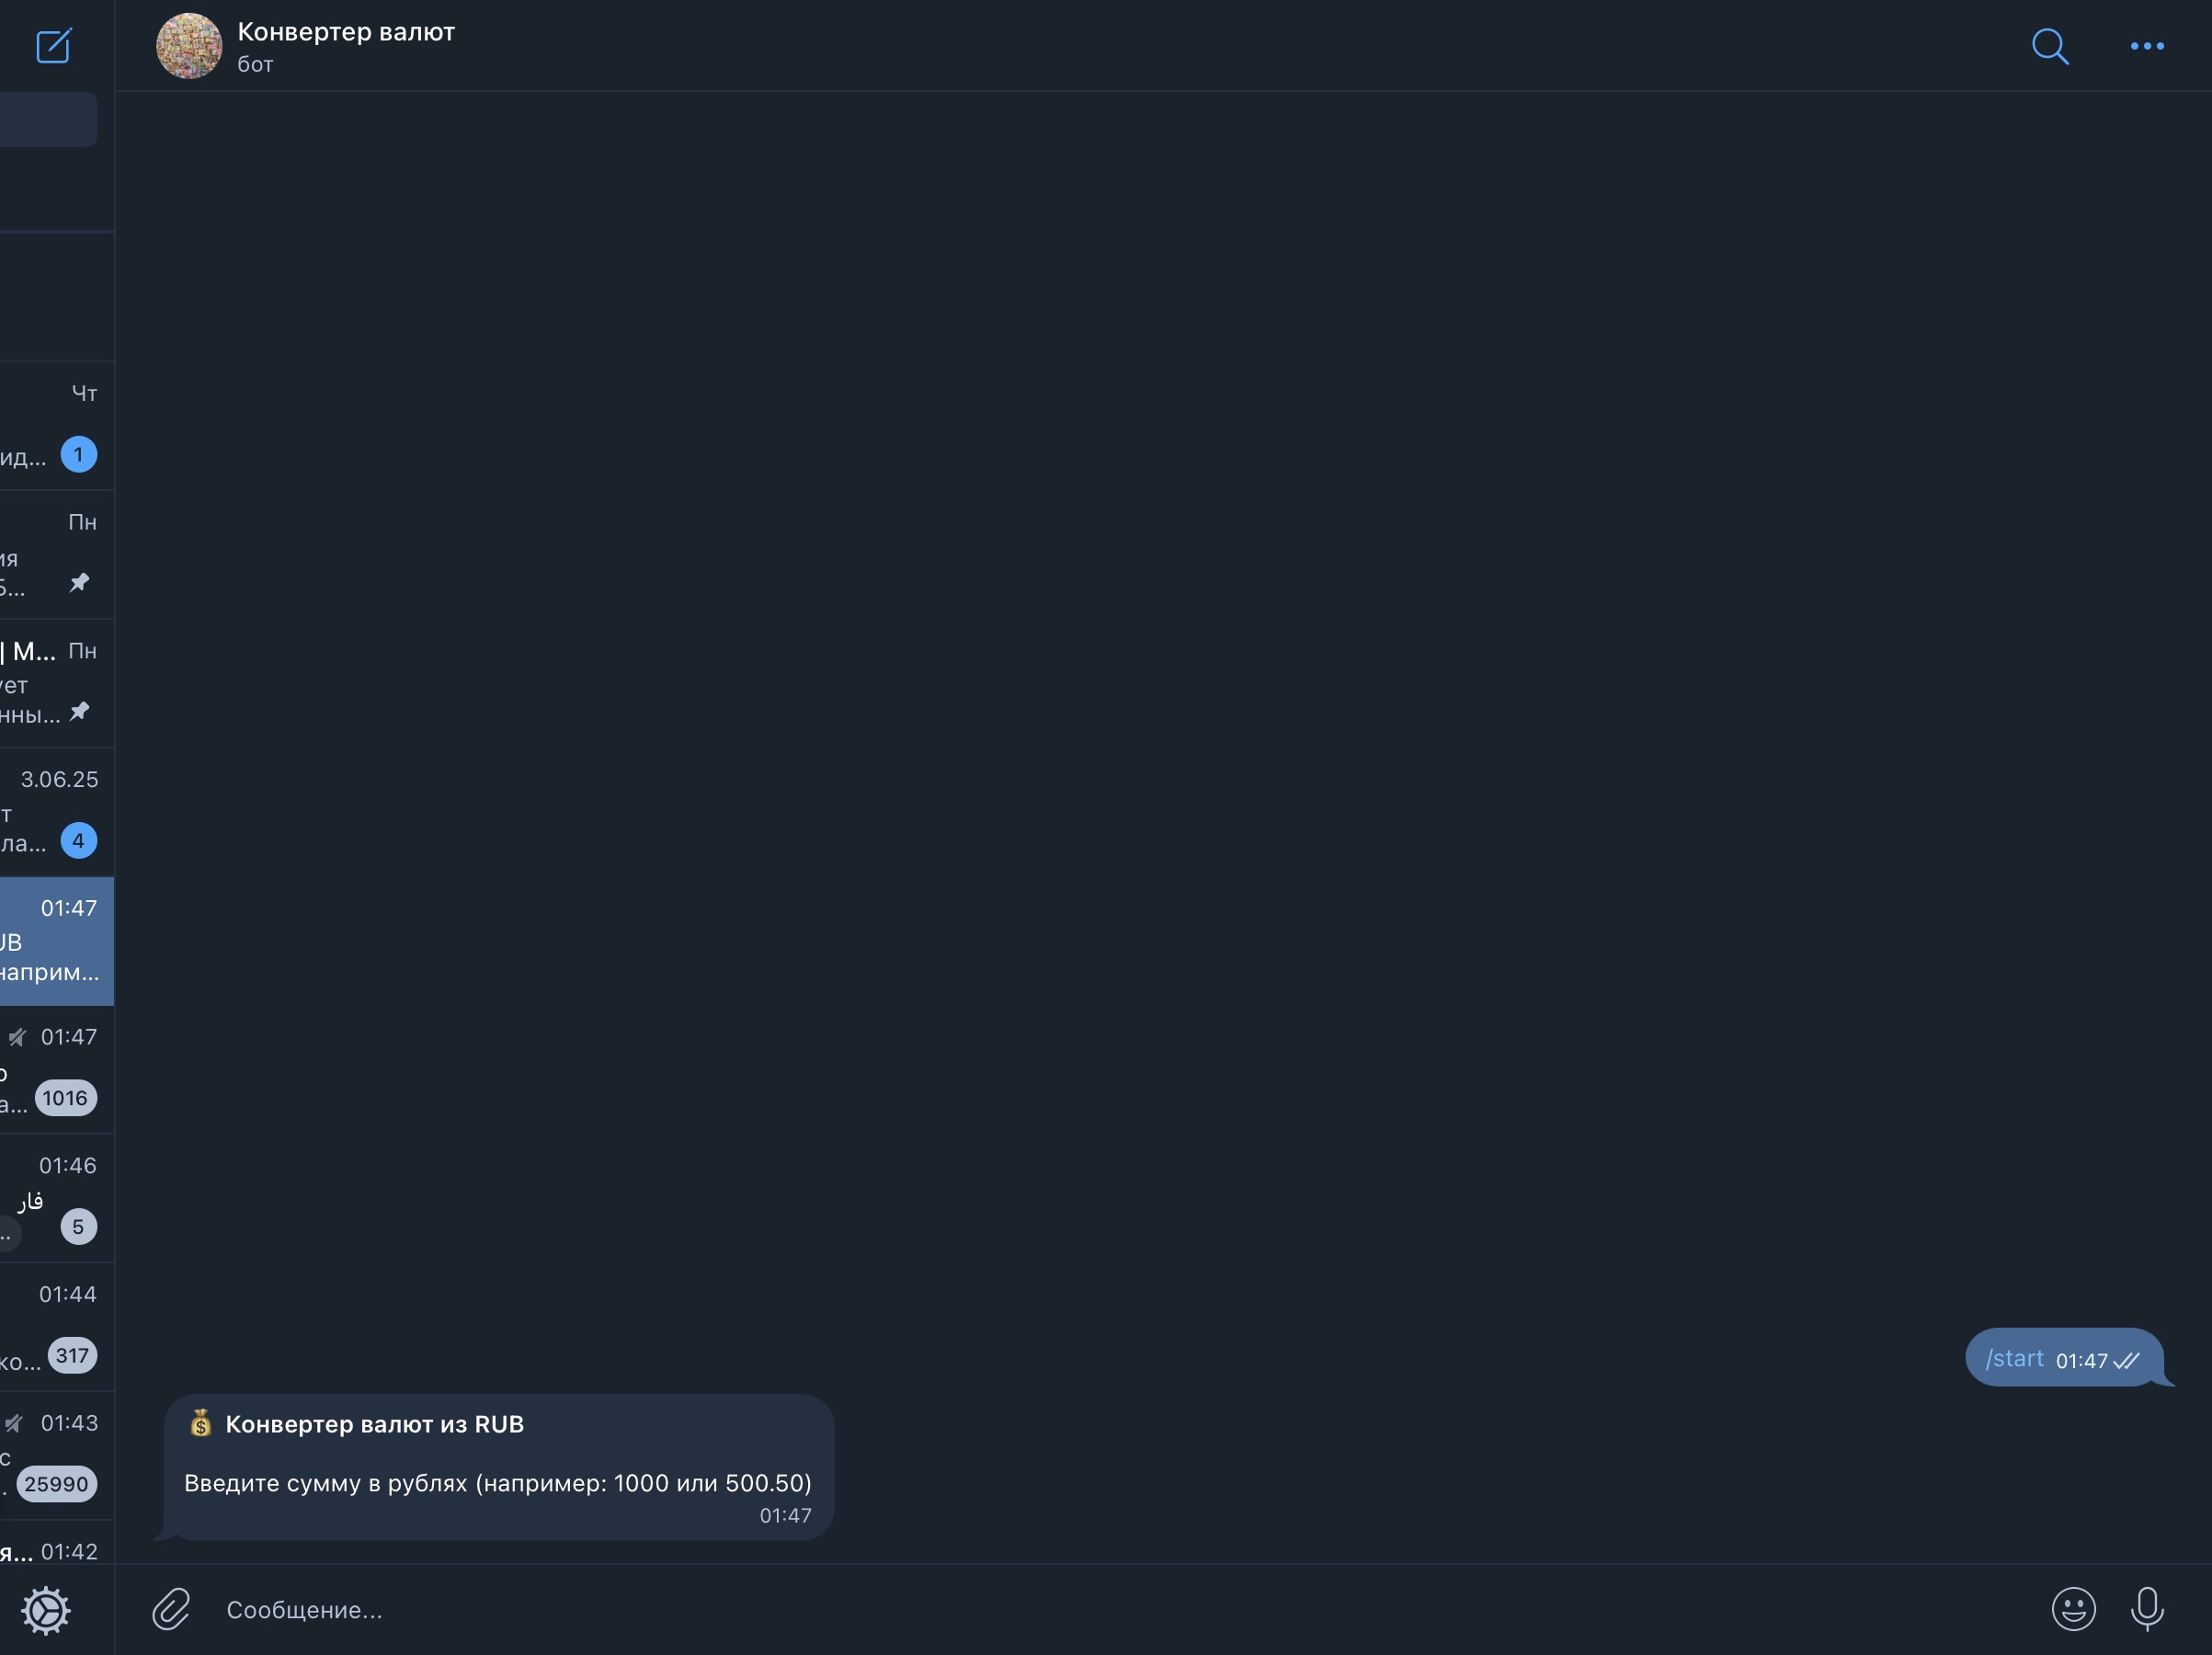 Конвертер валют
бот
Чт
ид...
1
Пн
ия
5...
| М...
Пн
ует
нны...
3.06.25
т
ла...
4
01:47
UB
наприм...
01:47
р
а...
1016
01:46
فار
..
5
01:44
ко...
317
01:43
с
.
25990
я...
01:42
/start 01:47
💰 Конвертер валют из RUB
Введите сумму в рублях (например: 1000 или 500.50)
01:47
Сообщение...